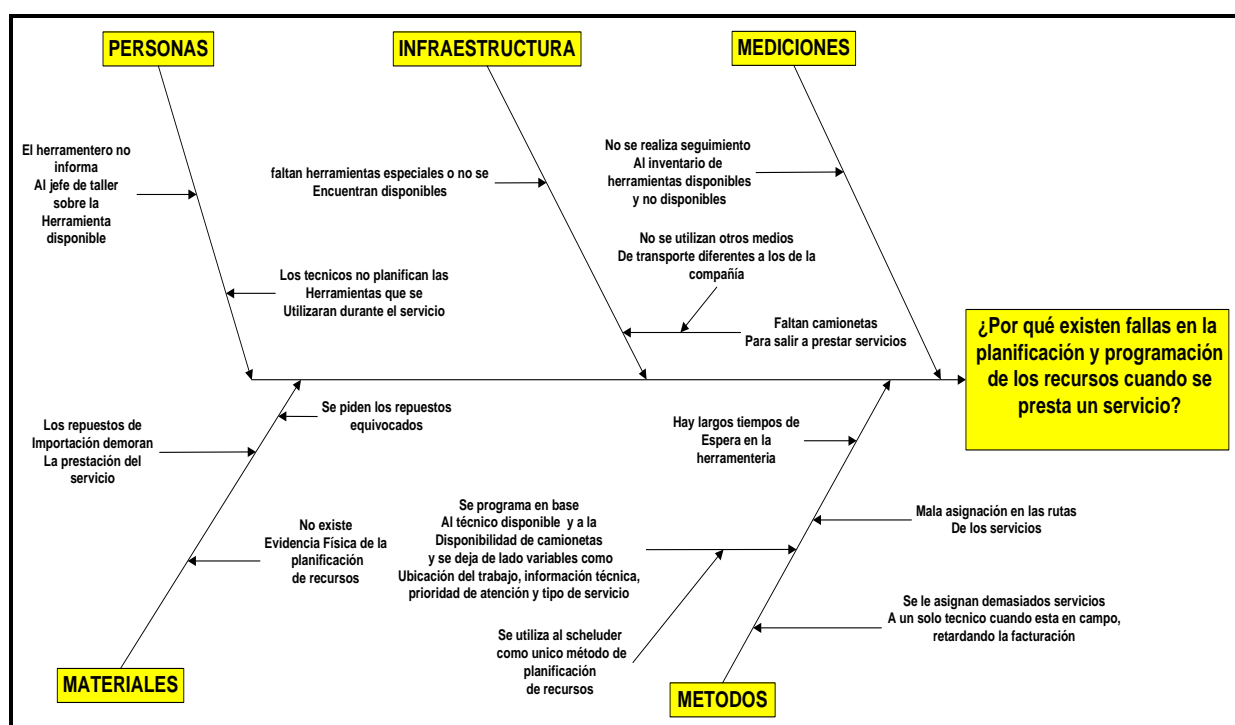 PERSONAS
INFRAESTRUCTURA
MEDICIONES
El herramentero no
informa
Al jefe de taller
sobre la
Herramienta
disponible
Los tecnicos no planifican las
Herramientas que se
Utilizaran durante el servicio
faltan herramientas especiales o no se
Encuentran disponibles
No se realiza seguimiento
Al inventario de
herramientas disponibles
y no disponibles
No se utilizan otros medios
De transporte diferentes a los de la
compañía
Faltan camionetas
Para salir a prestar servicios
¿Por qué existen fallas en la
planificación y programación
de los recursos cuando se
presta un servicio?
Los repuestos de
Importación demoran
La prestación del
servicio
Se piden los repuestos
equivocados
No existe
Evidencia Física de la
planificación
de recursos
Hay largos tiempos de
Espera en la
herramenteria
Se programa en base
Al técnico disponible y a la
Disponibilidad de camionetas
y se deja de lado variables como
Ubicación del trabajo, información técnica,
prioridad de atención y tipo de servicio
Se utiliza al scheluder
como unico método de
planificación
de recursos
Mala asignación en las rutas
De los servicios
Se le asignan demasiados servicios
A un solo tecnico cuando esta en campo,
retardando la facturación
MATERIALES
METODOS